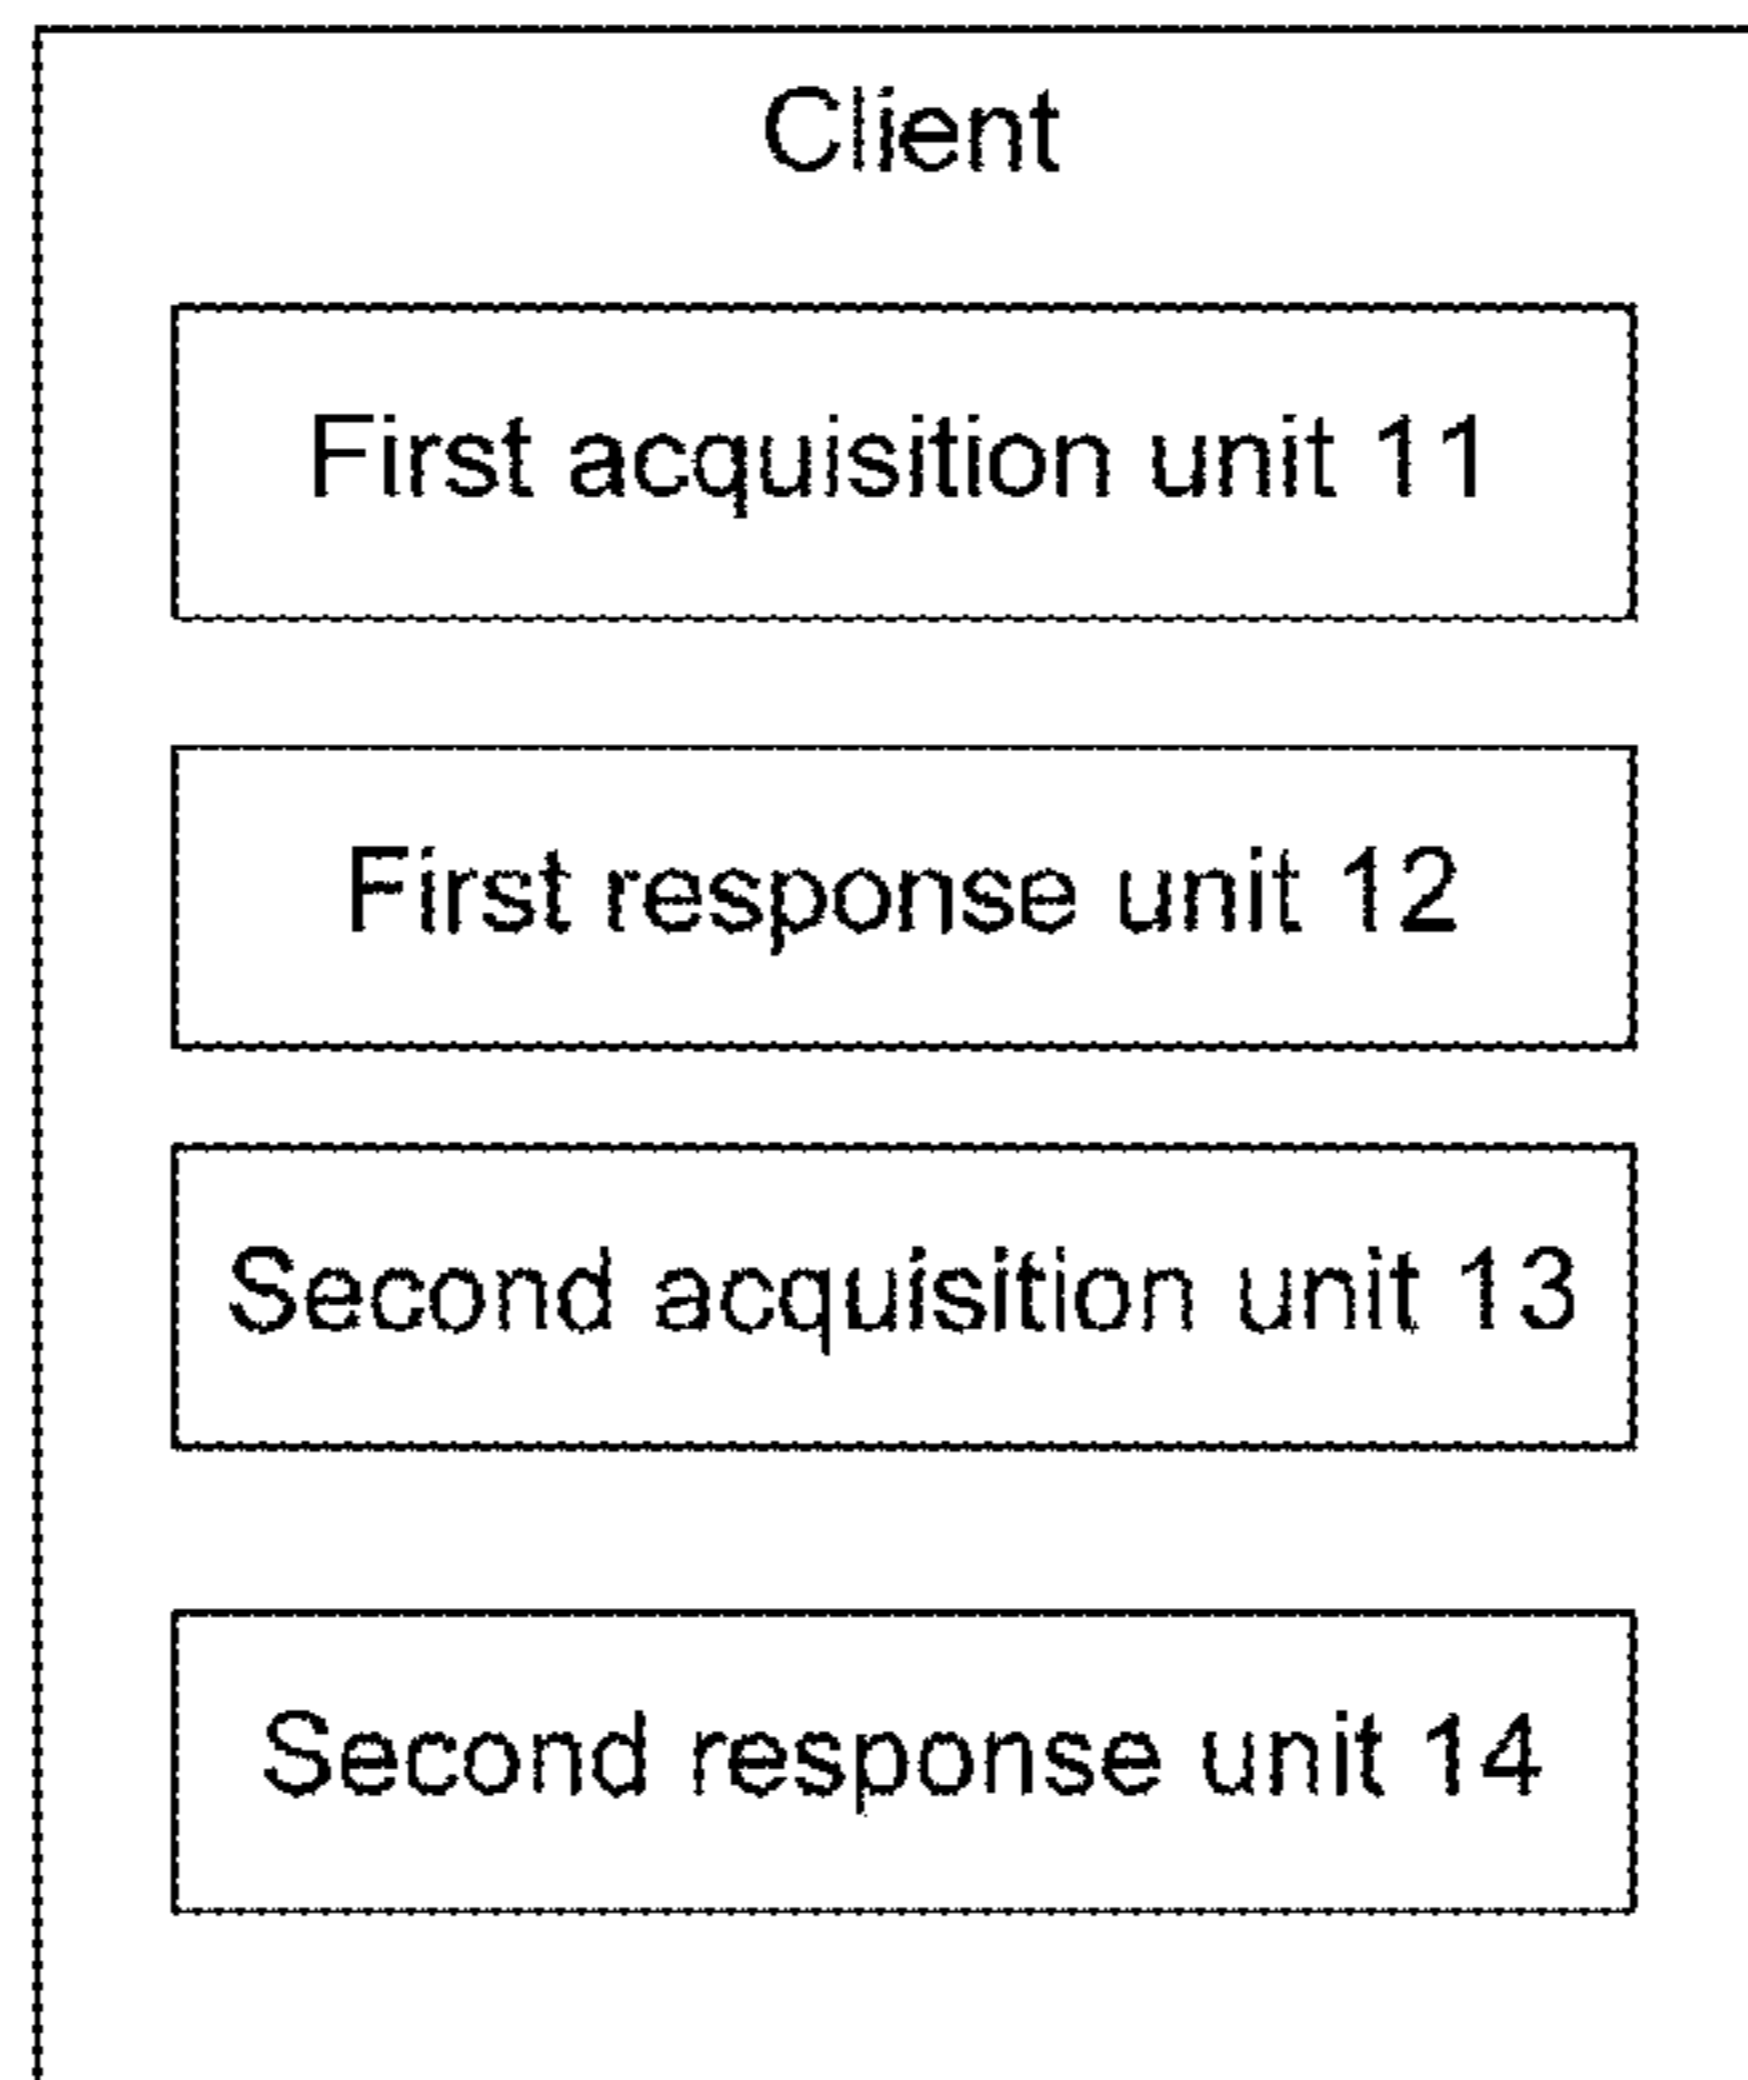 Client
First acquisition unit 11
First response unit 12
Second acquisition unit 13
Second response unit 14